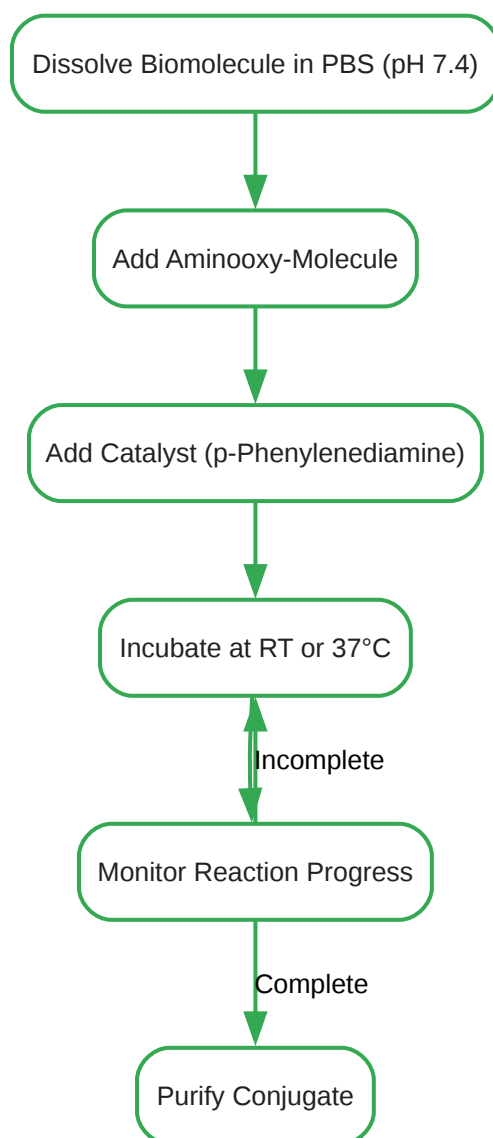 Dissolve Biomolecule in PBS (pH 7.4)
Add Aminooxy-Molecule
Add Catalyst (p-Phenylenediamine)
Incubate at RT or 37°C
Incomplete
Monitor Reaction Progress
Complete
Purify Conjugate